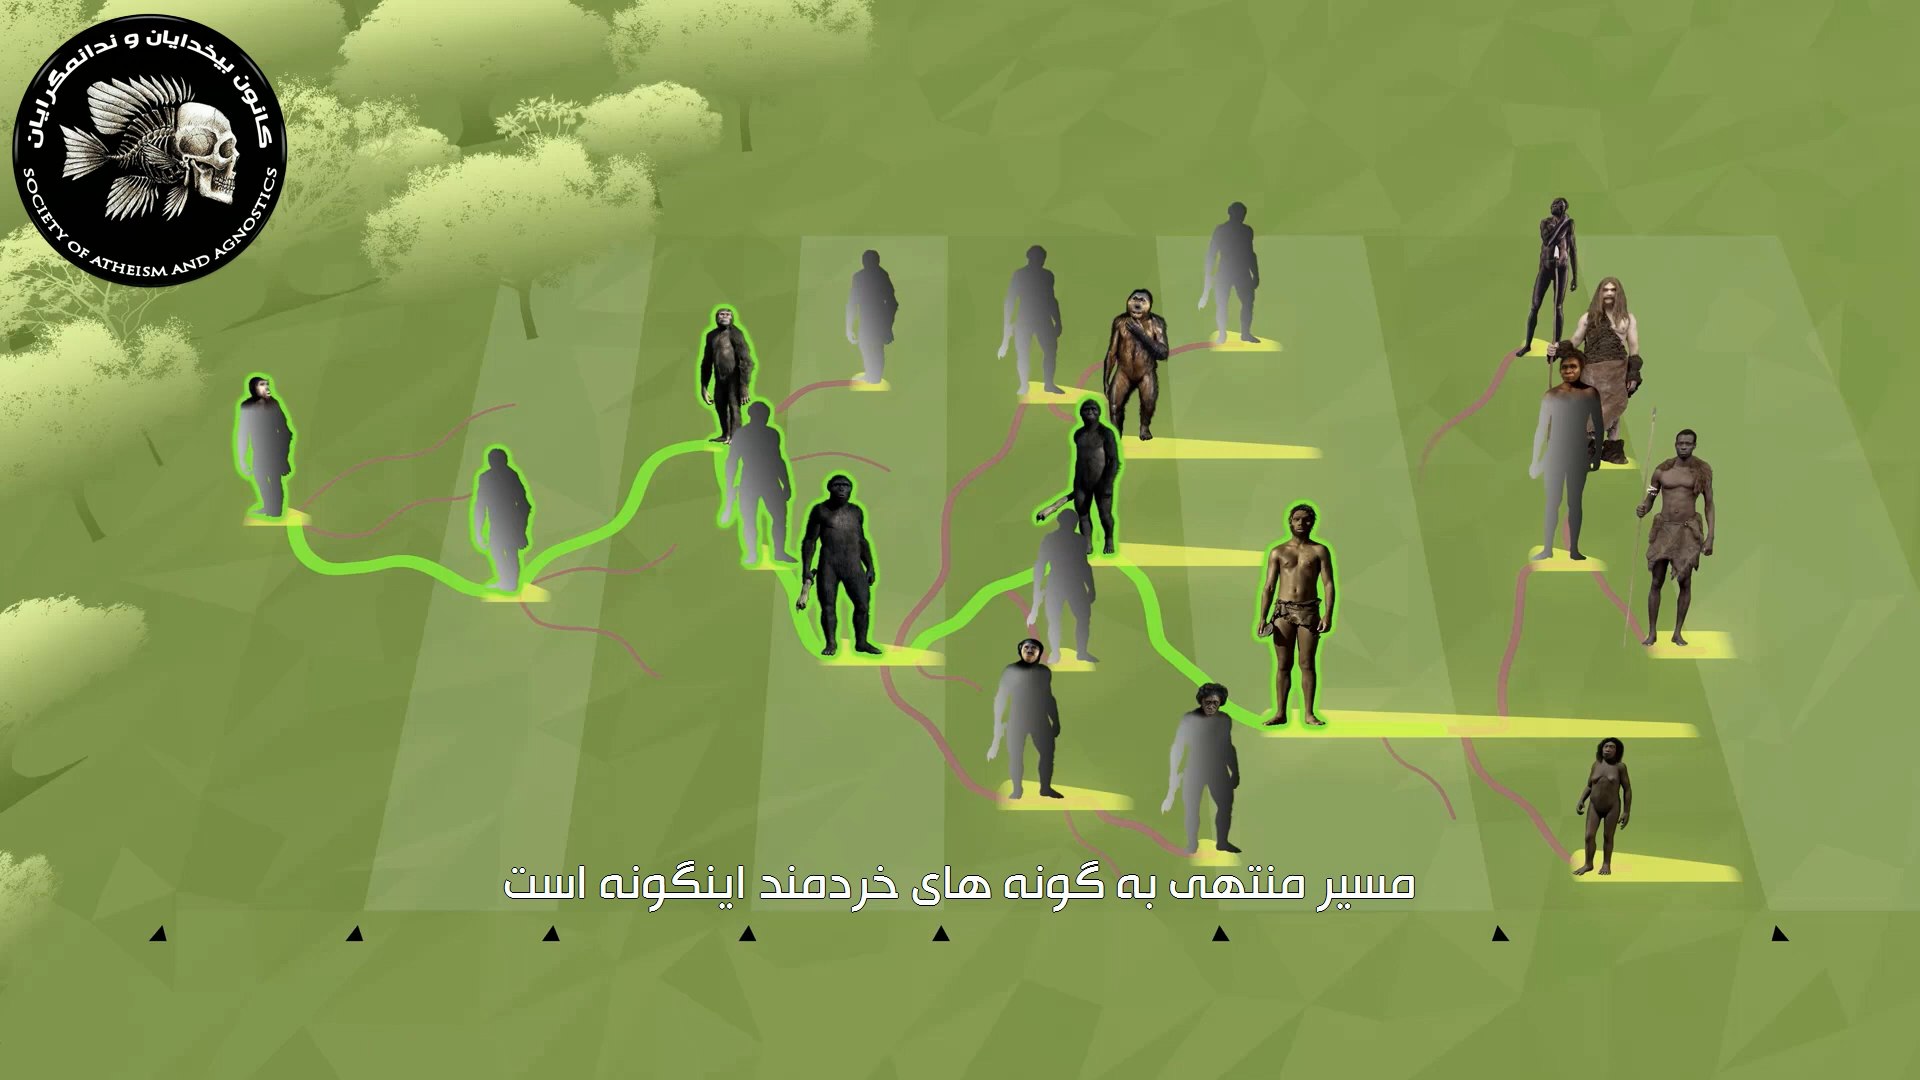 کانون بیخدایان و ندانمگرایان
SOCIETY OF ATHEISM AND AGNOSTICS
مسیر منتهی به گونه های خردمند اینگونه است